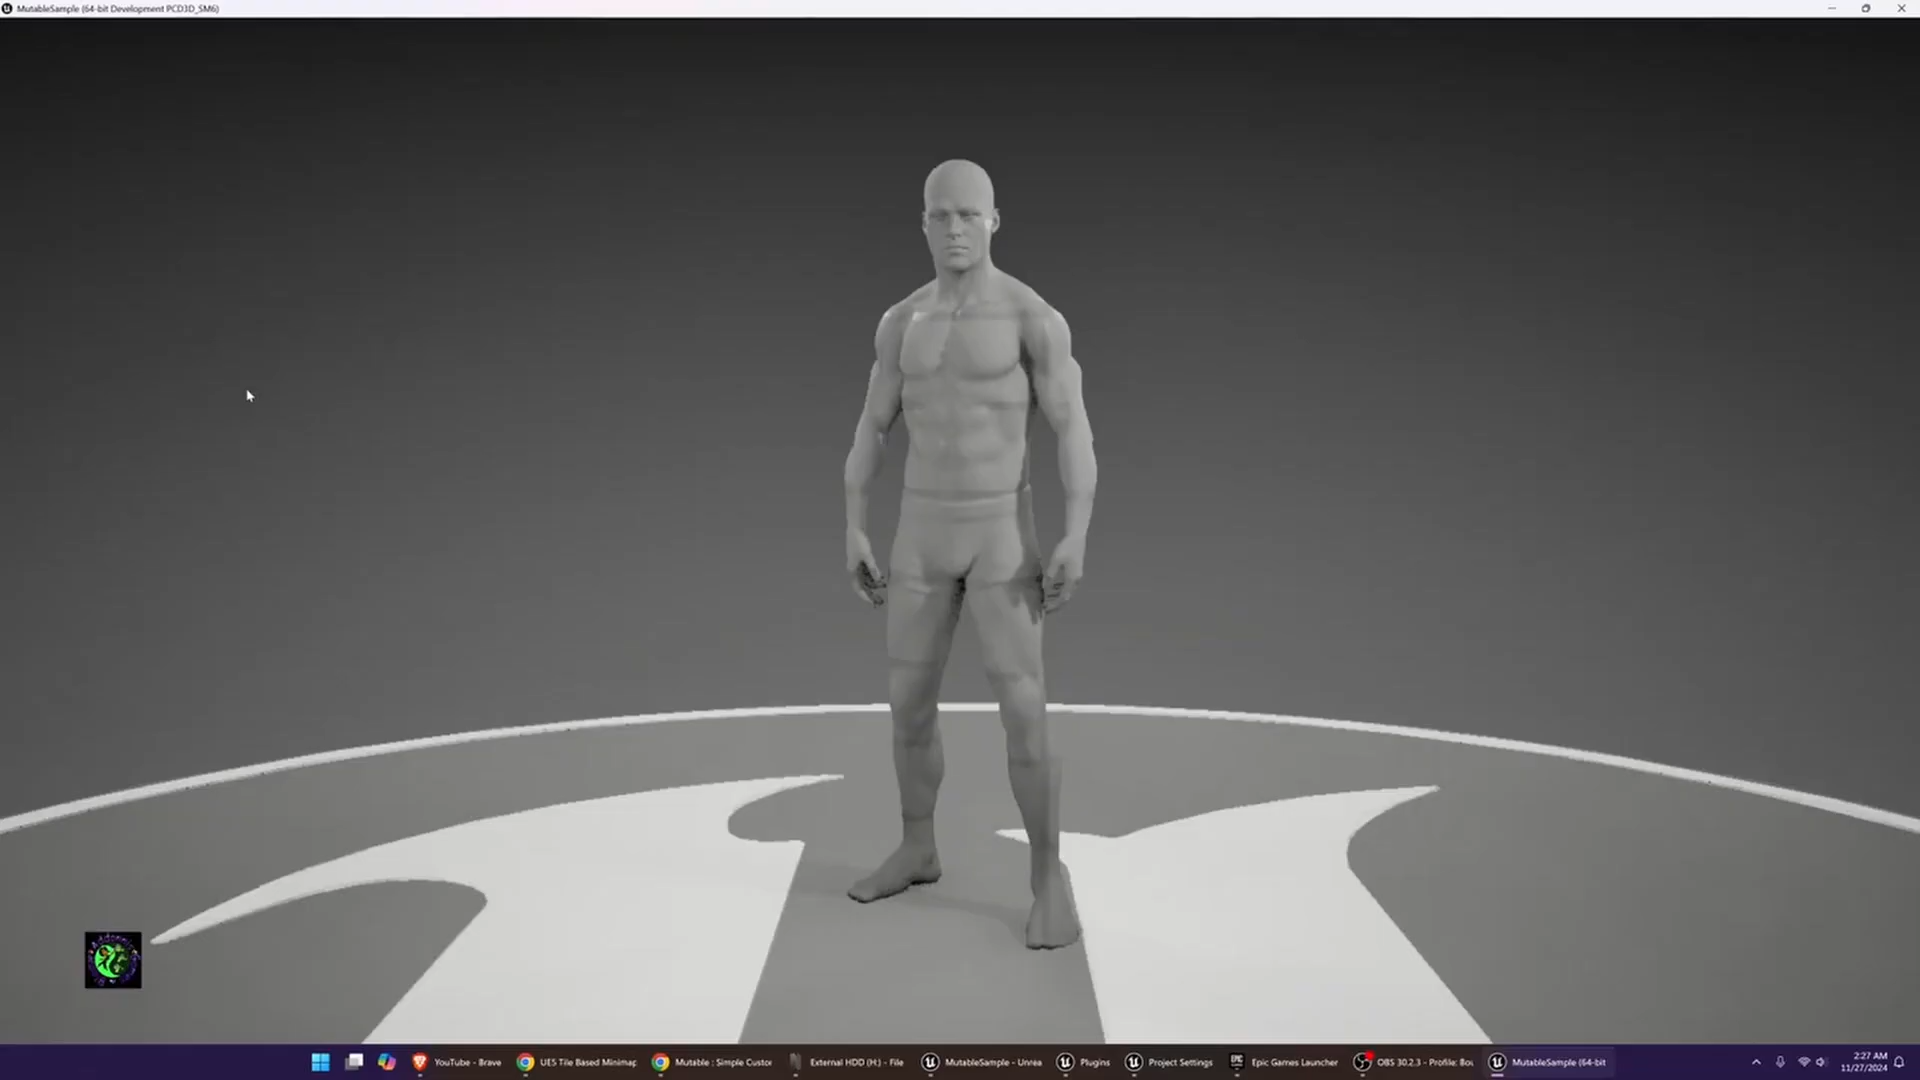 MutableSample (64-bit Development PCD3D_SM6)
YouTube - Brave
UE5 Tile Based Minimap
Mutable : Simple Custor
External HDD (H:) - File
MutableSample - Unrea
Plugins
Project Settings
Epic Games Launcher
OBS 30.2.3 - Profile: Bou
MutableSample (64-bit
2:27 AM
11/27/2024